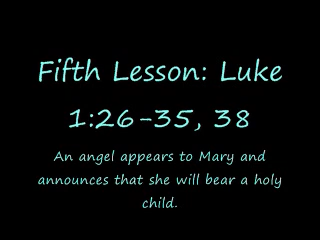 Fifth Lesson: Luke
1:26-35, 38
An angel appears to Mary and
announces that she will bear a holy
child.